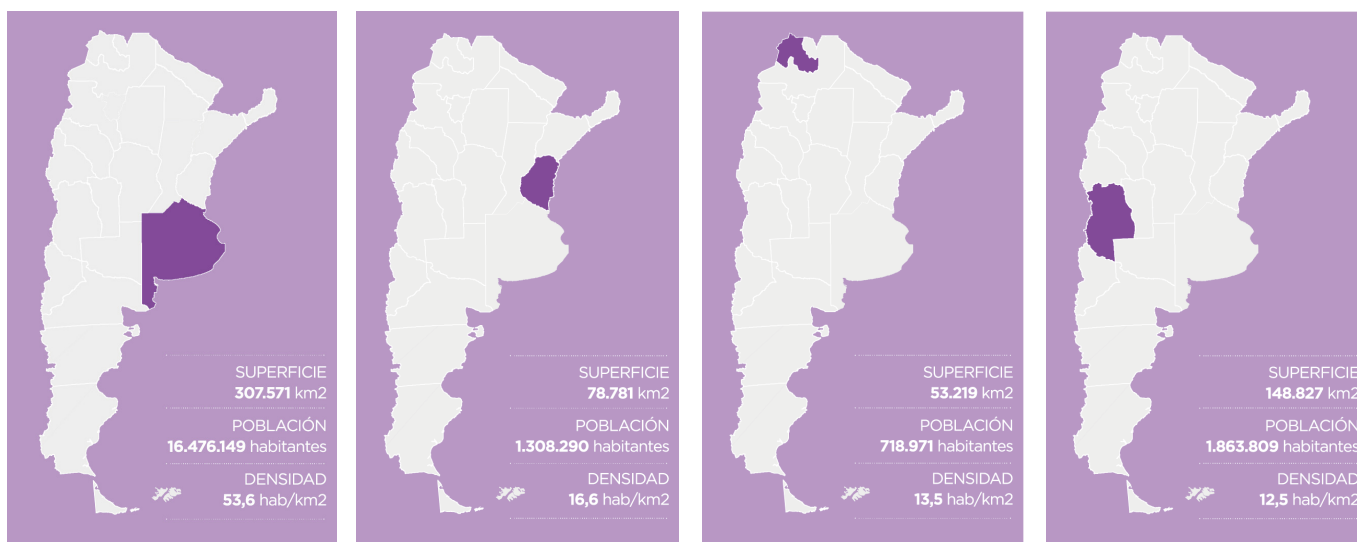 SUPERFICIE
307.571 km2
POBLACIÓN
16.476.149 habitantes
DENSIDAD
53,6 hab/km2
SUPERFICIE
78.781 km2
POBLACIÓN
1.308.290 habitantes
DENSIDAD
16,6 hab/km2
SUPERFICIE
53.219 km2
POBLACIÓN
718.971 habitantes
DENSIDAD
13,5 hab/km2
SUPERFICIE
148.827 km2
POBLACIÓN
1.863.809 habitantes
DENSIDAD
12,5 hab/km2